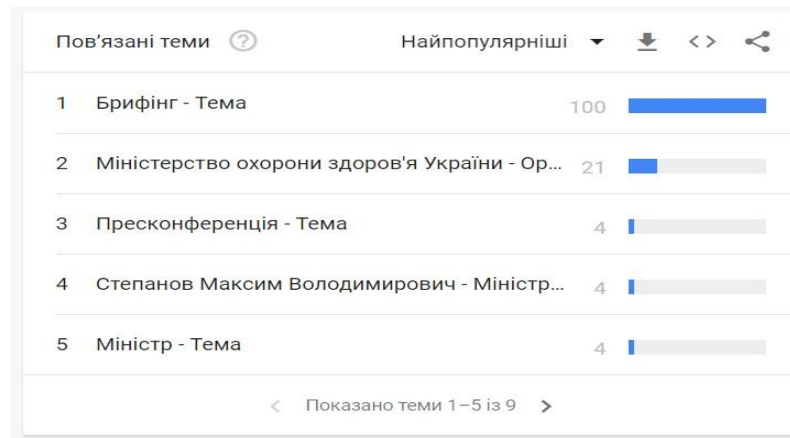 Пов’язані теми ? Найпопулярніші
1 Брифінг - Тема 100
2 Міністерство охорони здоров'я України - Ор... 21
3 Пресконференція - Тема 4
4 Степанов Максим Володимирович - Міністр... 4
5 Міністр - Тема 4
Показано теми 1–5 із 9